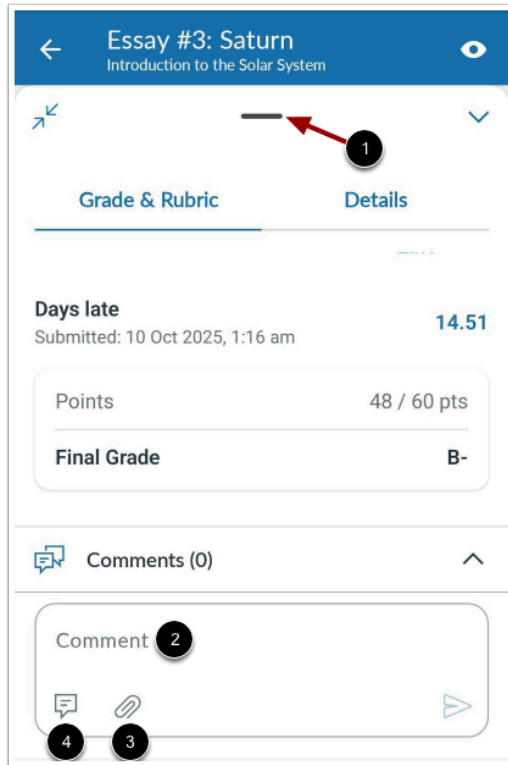 Essay #3: Saturn
Introduction to the Solar System
1
Grade & Rubric
Details
Days late
14.51
Submitted: 10 Oct 2025, 1:16 am
Points
48 / 60 pts
Final Grade
B-
Comments (0)
Comment
2
4
3